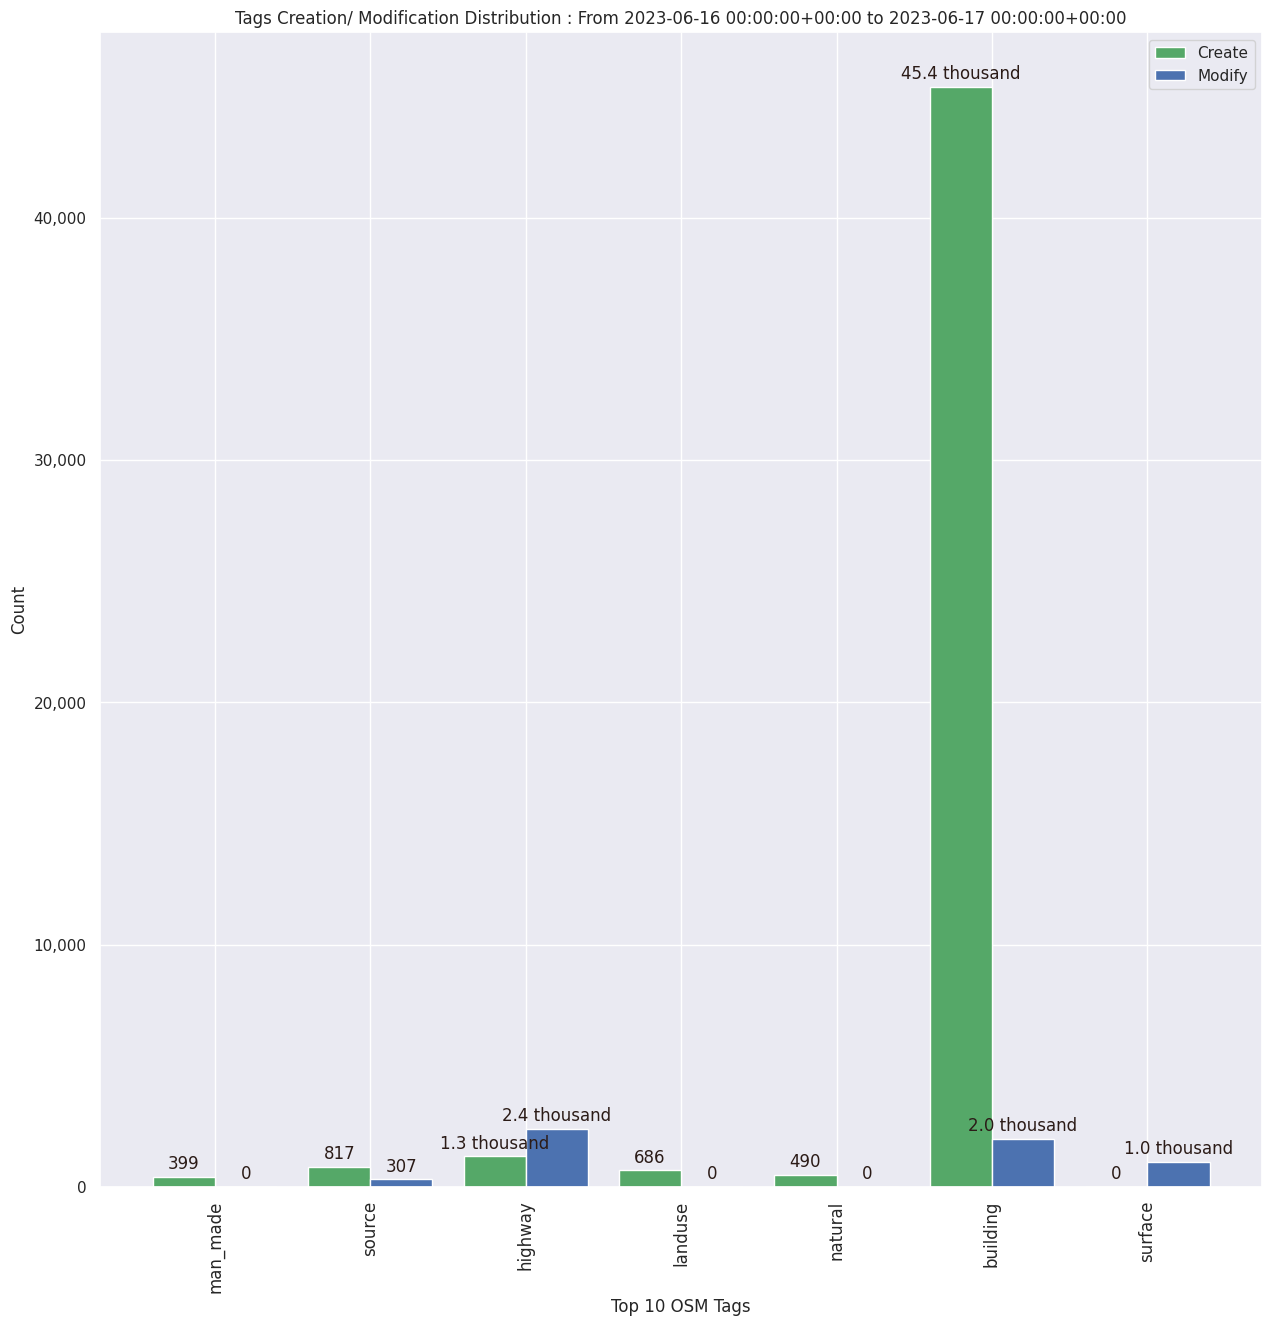 Tags Creation/ Modification Distribution : From 2023-06-16 00:00:00+00:00 to 2023-06-17 00:00:00+00:00
Create
Modify
45.4 thousand
40,000
30,000
Count
20,000
10,000
2.4 thousand
2.0 thousand
1.3 thousand
1.0 thousand
399
0
817
307
686
0
490
0
0
0
man_made
source
highway
landuse
natural
building
surface
Top 10 OSM Tags